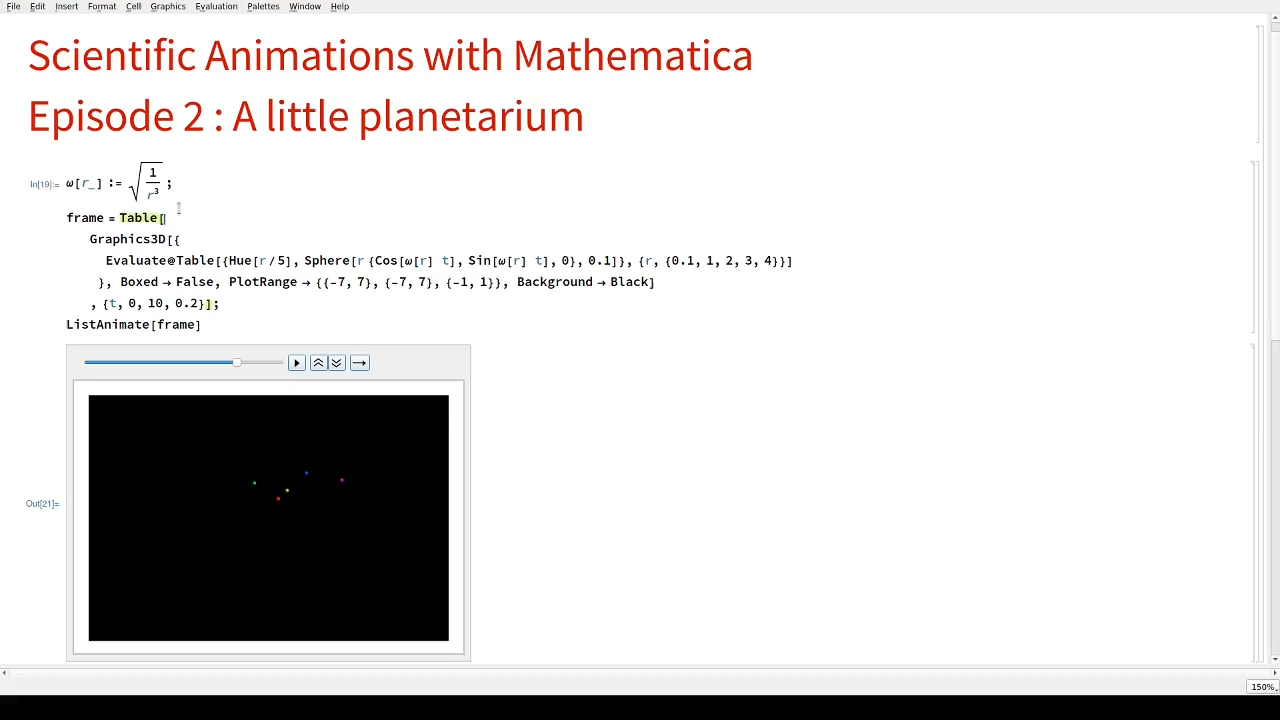 File Edit Insert Format Cell Graphics Evaluation Palettes Window Help
Scientific Animations with Mathematica
Episode 2 : A little planetarium
In[19]:= ω[r_] := √(1/r³) ;
frame = Table[
Graphics3D[{
Evaluate@Table[{Hue[r/5], Sphere[r {Cos[ω[r] t], Sin[ω[r] t], 0}, 0.1]}, {r, {0.1, 1, 2, 3, 4}}]
}, Boxed → False, PlotRange → {{-7, 7}, {-7, 7}, {-1, 1}}, Background → Black]
, {t, 0, 10, 0.2}];
ListAnimate[frame]
Out[21]=
150%